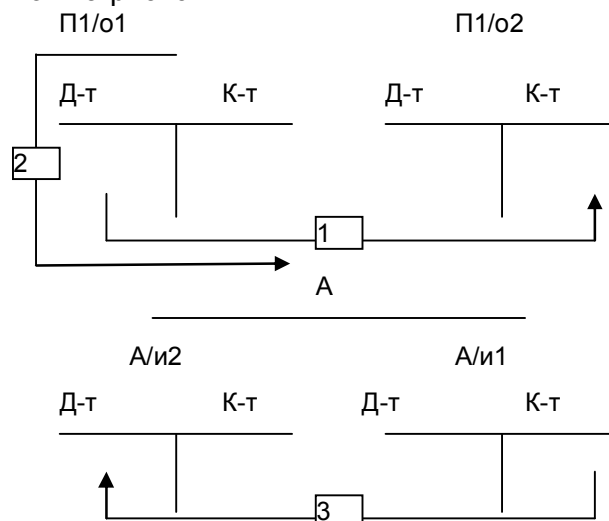 П1/о1 П1/о2
Д-т К-т Д-т К-т
2
1
А
А/и2 А/и1
Д-т К-т Д-т К-т
3